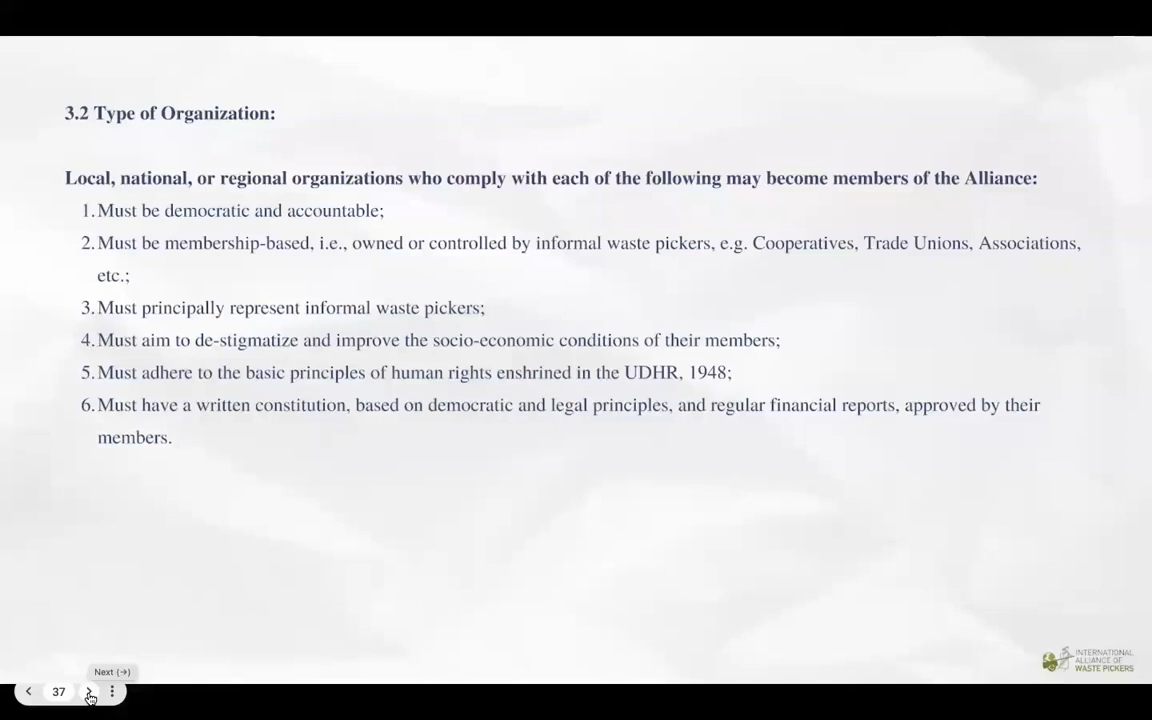 3.2 Type of Organization:
Local, national, or regional organizations who comply with each of the following may become members of the Alliance:
1. Must be democratic and accountable;
2. Must be membership-based, i.e., owned or controlled by informal waste pickers, e.g. Cooperatives, Trade Unions, Associations,
etc.;
3. Must principally represent informal waste pickers;
4. Must aim to de-stigmatize and improve the socio-economic conditions of their members;
5. Must adhere to the basic principles of human rights enshrined in the UDHR, 1948;
6. Must have a written constitution, based on democratic and legal principles, and regular financial reports, approved by their
members.
INTERNATIONAL
ALLIANCE OF
WASTE PICKERS
Next (→)
37